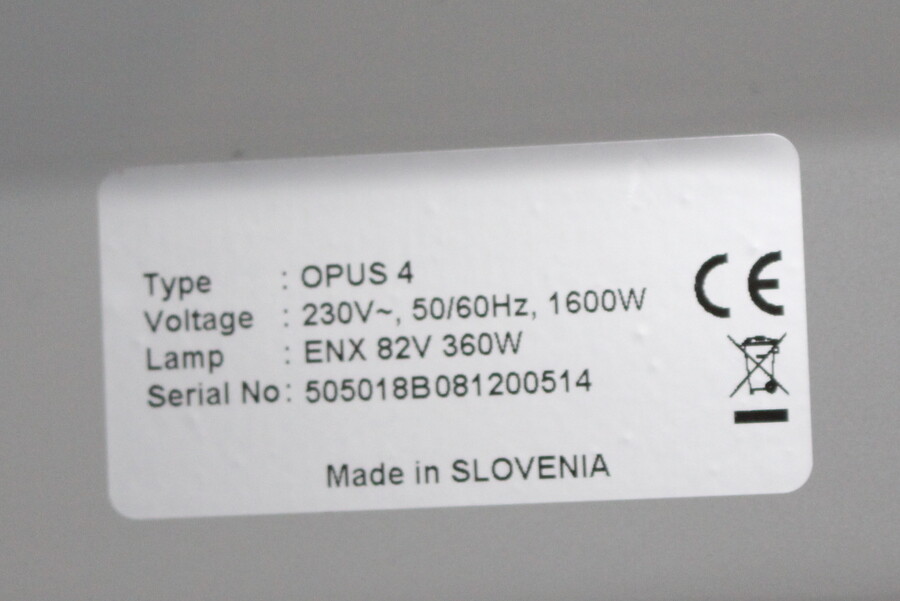 Type : OPUS 4
Voltage : 230V~, 50/60Hz, 1600W
Lamp : ENX 82V 360W
Serial No: 505018B081200514
CE
Made in SLOVENIA